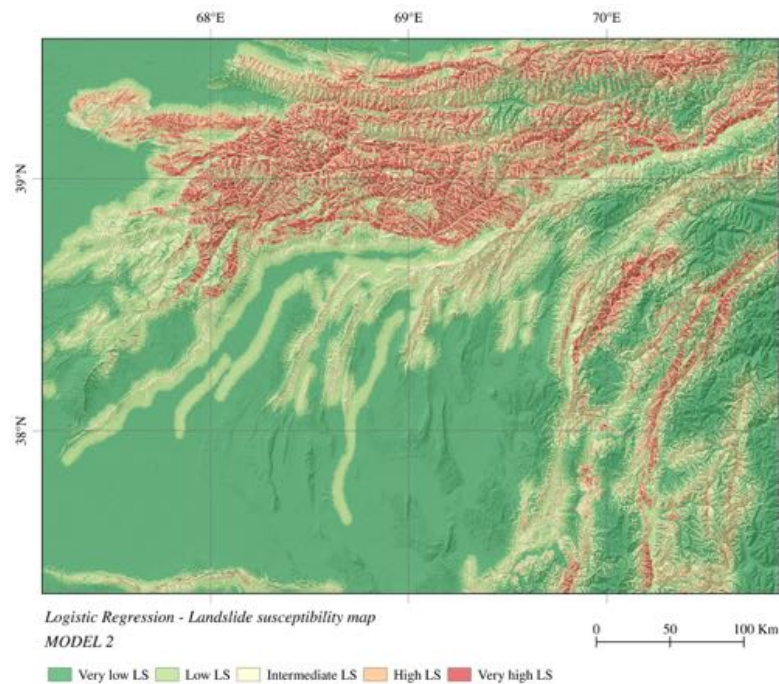 68°E 69°E 70°E
39°N
38°N
Logistic Regression - Landslide susceptibility map
MODEL 2
0 50 100 Km
Very low LS Low LS Intermediate LS High LS Very high LS